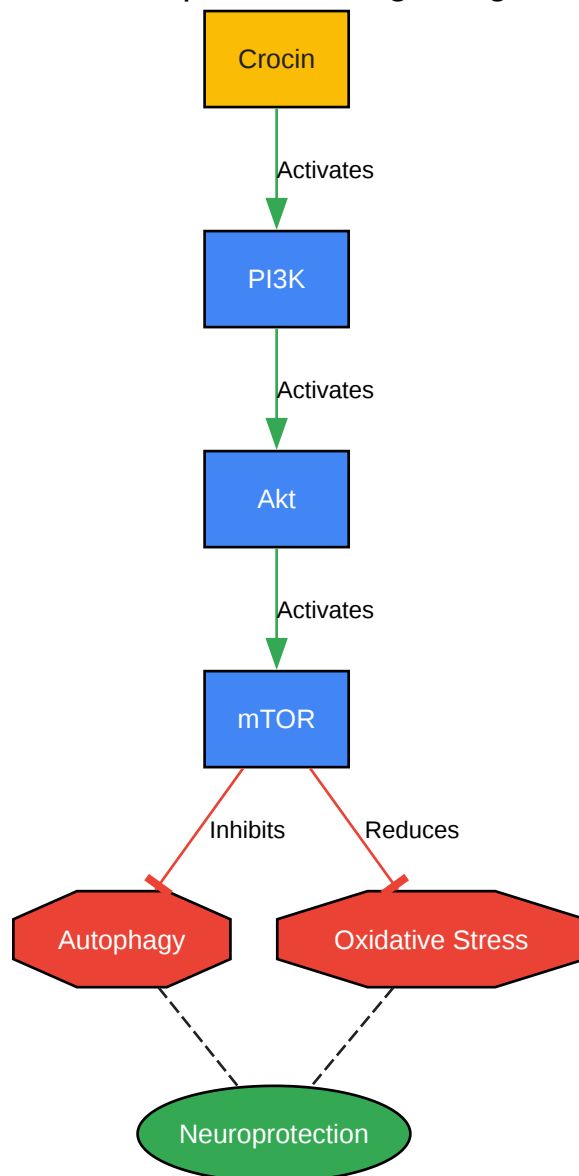 Crocin
Activates
PI3K
Activates
Akt
Activates
mTOR
Inhibits
Reduces
Autophagy
Oxidative Stress
Neuroprotection